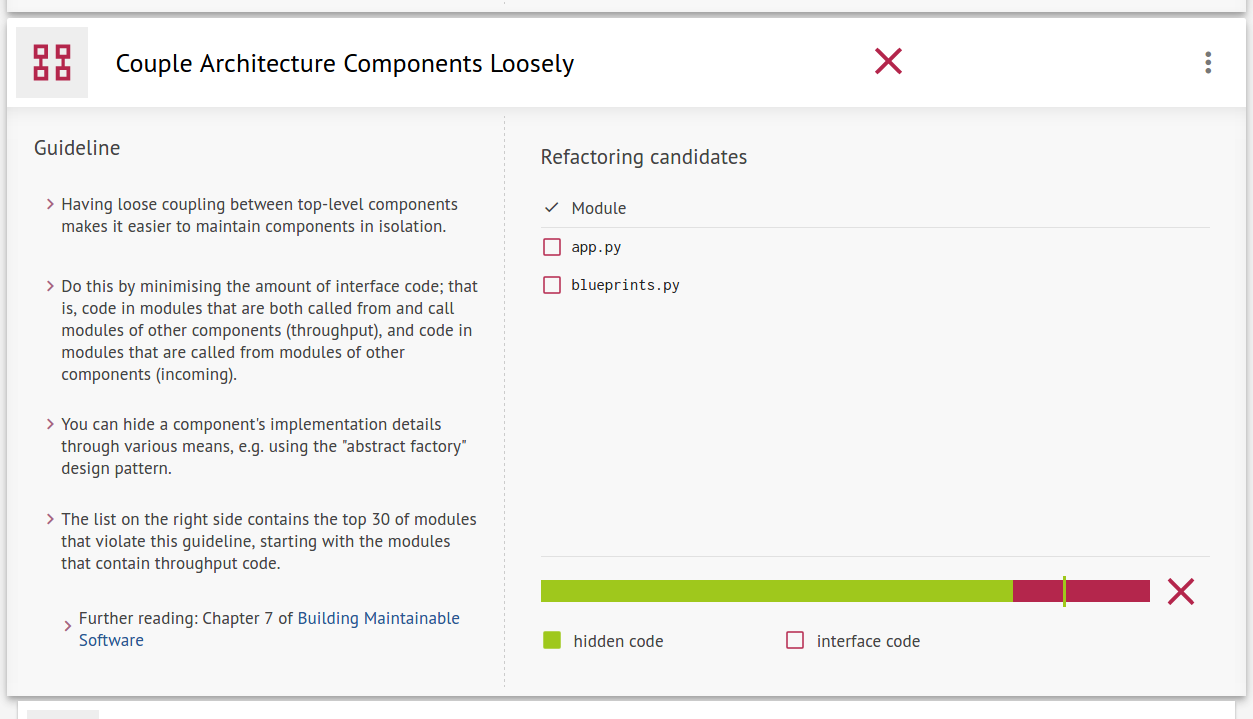 Couple Architecture Components Loosely
Guideline
Having loose coupling between top-level components
makes it easier to maintain components in isolation.
Do this by minimising the amount of interface code; that
is, code in modules that are both called from and call
modules of other components (throughput), and code in
modules that are called from modules of other
components (incoming).
You can hide a component's implementation details
through various means, e.g. using the "abstract factory"
design pattern.
The list on the right side contains the top 30 of modules
that violate this guideline, starting with the modules
that contain throughput code.
Further reading: Chapter 7 of Building Maintainable
Software
Refactoring candidates
Module
app.py
blueprints.py
hidden code
interface code